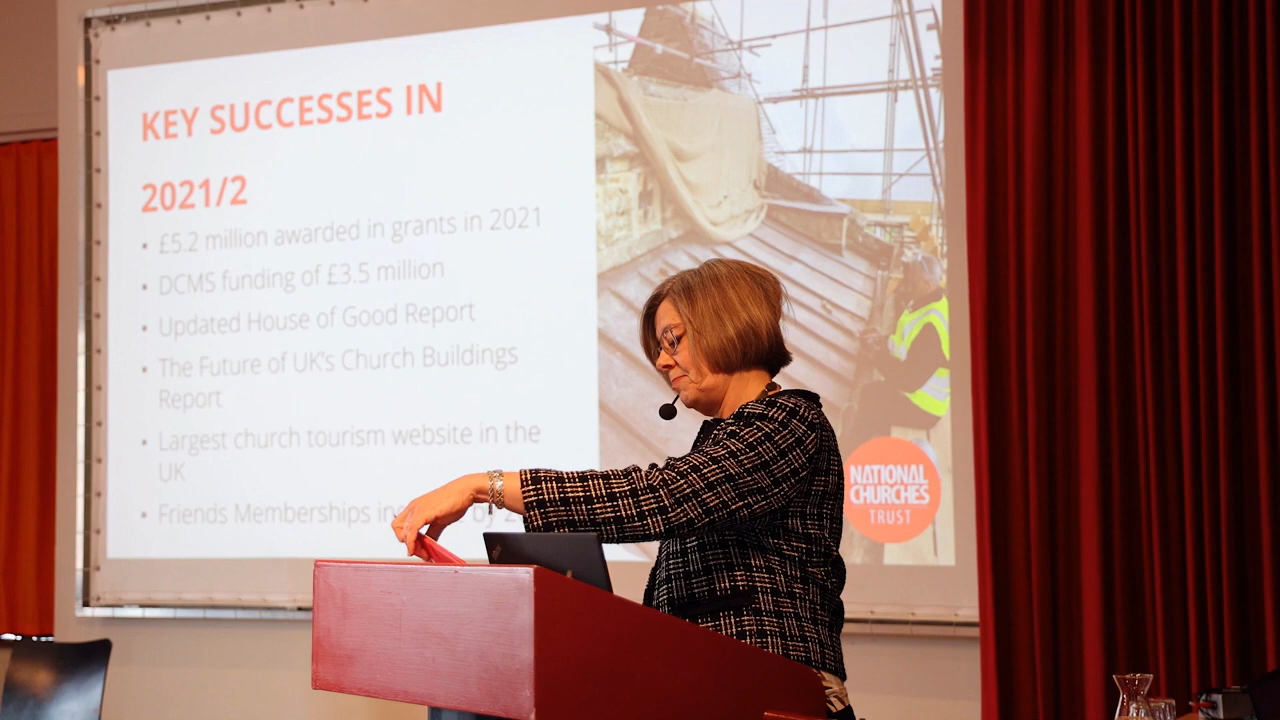 KEY SUCCESSES IN
2021/2
• £5.2 million awarded in grants in 2021
• DCMS funding of £3.5 million
• Updated House of Good Report
• The Future of UK's Church Buildings
Report
• Largest church tourism website in the
UK
• Friends Memberships by
NATIONAL
CHURCHES
TRUST